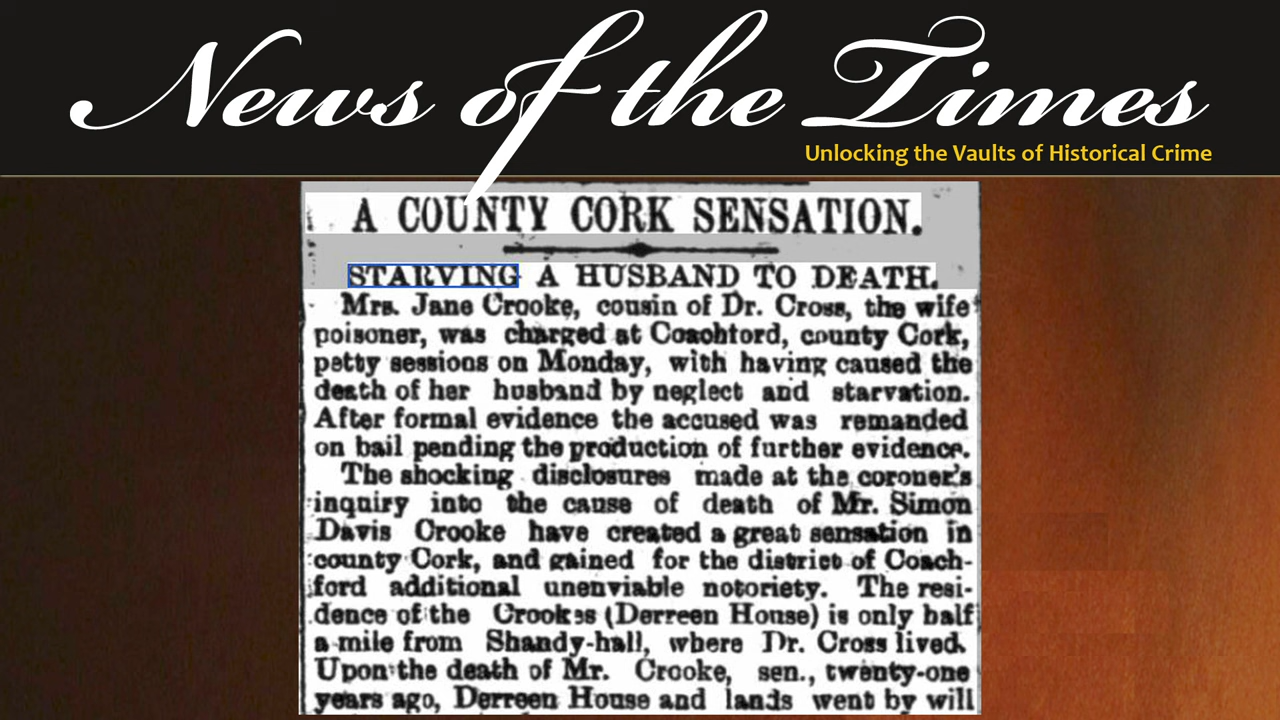 News of the Times
Unlocking the Vaults of Historical Crime
A COUNTY CORK SENSATION.
STARVING A HUSBAND TO DEATH.
Mrs. Jane Crooke, cousin of Dr. Cross, the wife
poisoner, was charged at Coachford, county Cork,
petty sessions on Monday, with having caused the
death of her husband by neglect and starvation.
After formal evidence the accused was remanded
on bail pending the production of further evidence.
The shocking disclosures made at the coroner's
inquiry into the cause of death of Mr. Simon
Davis Crooke have created a great sensation in
county Cork, and gained for the district of Coach-
ford additional unenviable notoriety. The resi-
dence of the Crookes (Derreen House) is only half
a mile from Shandy-hall, where Dr. Cross lived.
Upon the death of Mr. Crooke, sen., twenty-one
years ago, Derreen House and lands went by will